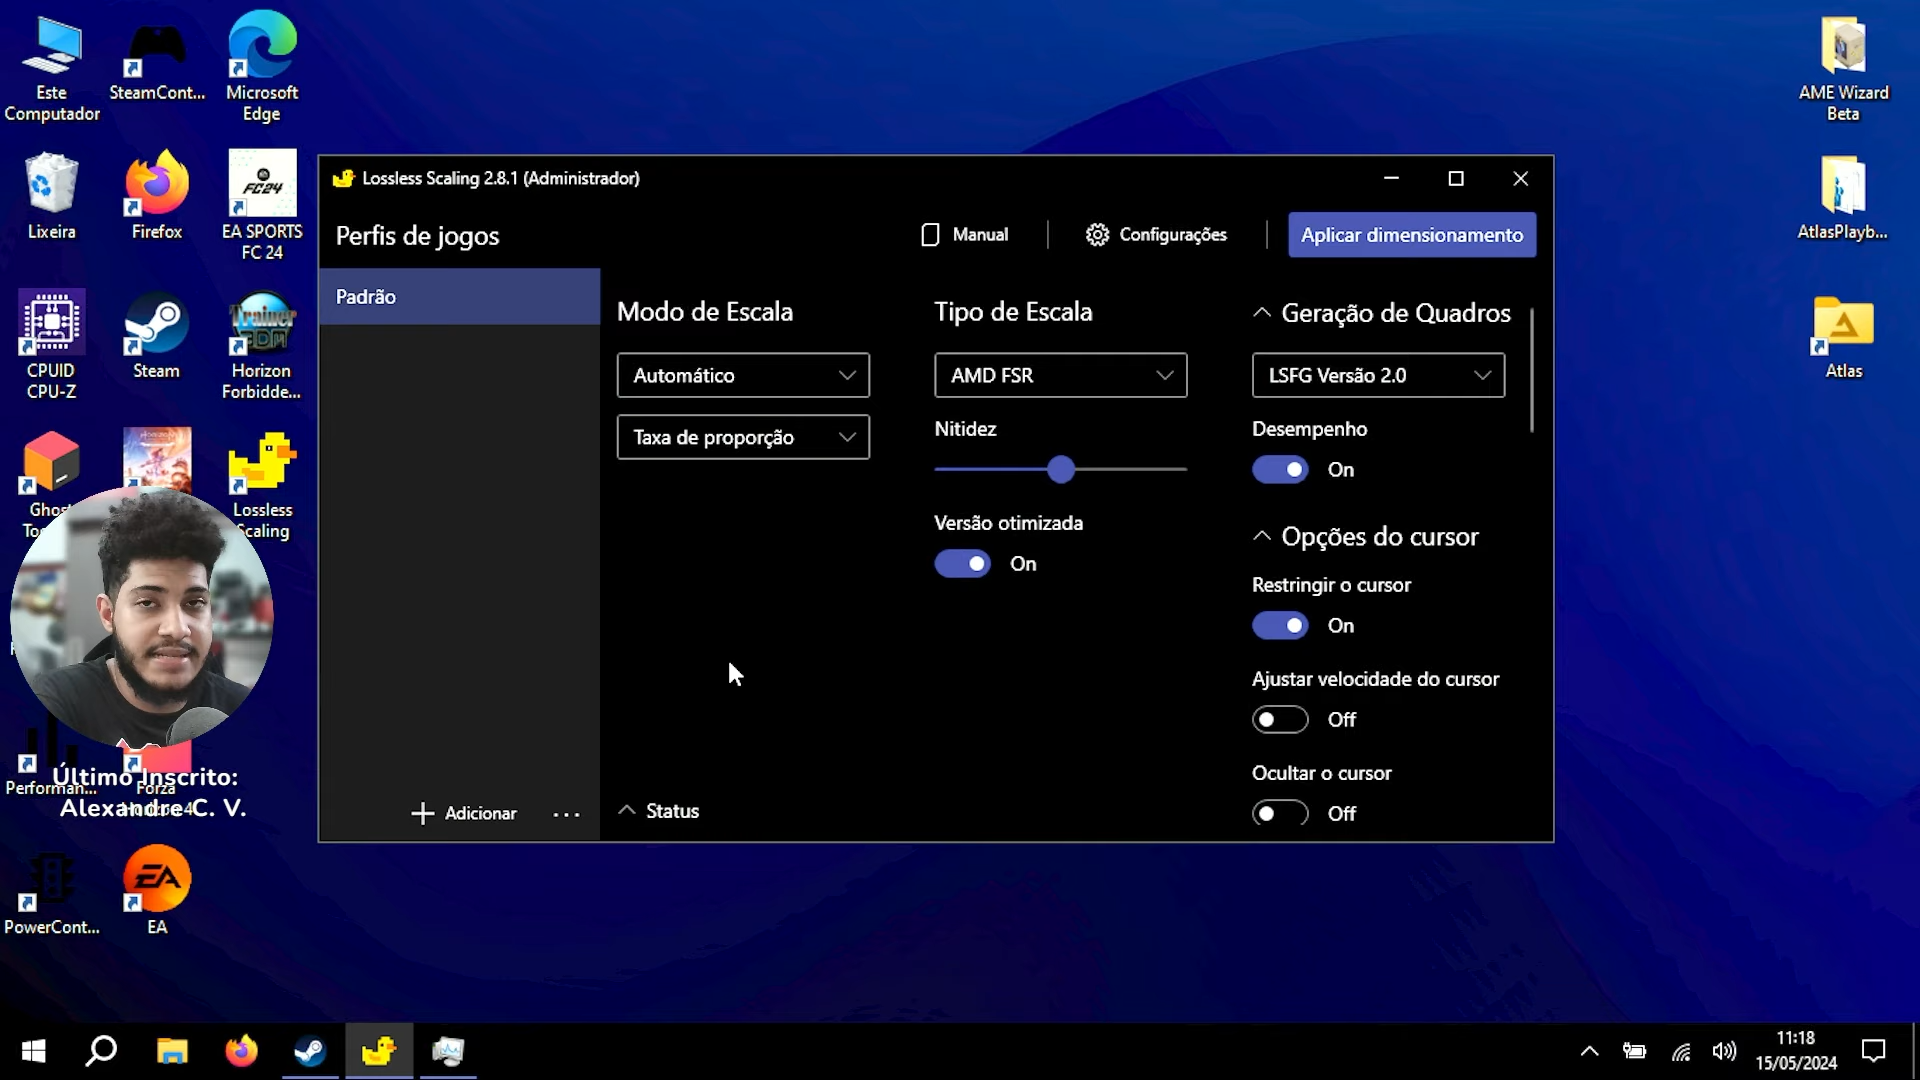 Este
Computador
SteamCont...
Microsoft
Edge
AME Wizard
Beta
Lixeira
Firefox
FC24
EA SPORTS
FC 24
AtlasPlayb...
CPUID
CPU-Z
Steam
Horizon
Forbidde...
Atlas
Lossless
Scaling
Último Inscrito:
Alexandre C. V.
Performan...
Forza
PowerCont...
EA
EA
Lossless Scaling 2.8.1 (Administrador)
Perfis de jogos
Manual
Configurações
Aplicar dimensionamento
Padrão
Modo de Escala
Automático
Taxa de proporção
Tipo de Escala
AMD FSR
Nitidez
Versão otimizada
On
Geração de Quadros
LSFG Versão 2.0
Desempenho
On
Opções do cursor
Restringir o cursor
On
Ajustar velocidade do cursor
Off
Ocultar o cursor
Off
Adicionar
...
Status
11:18
15/05/2024